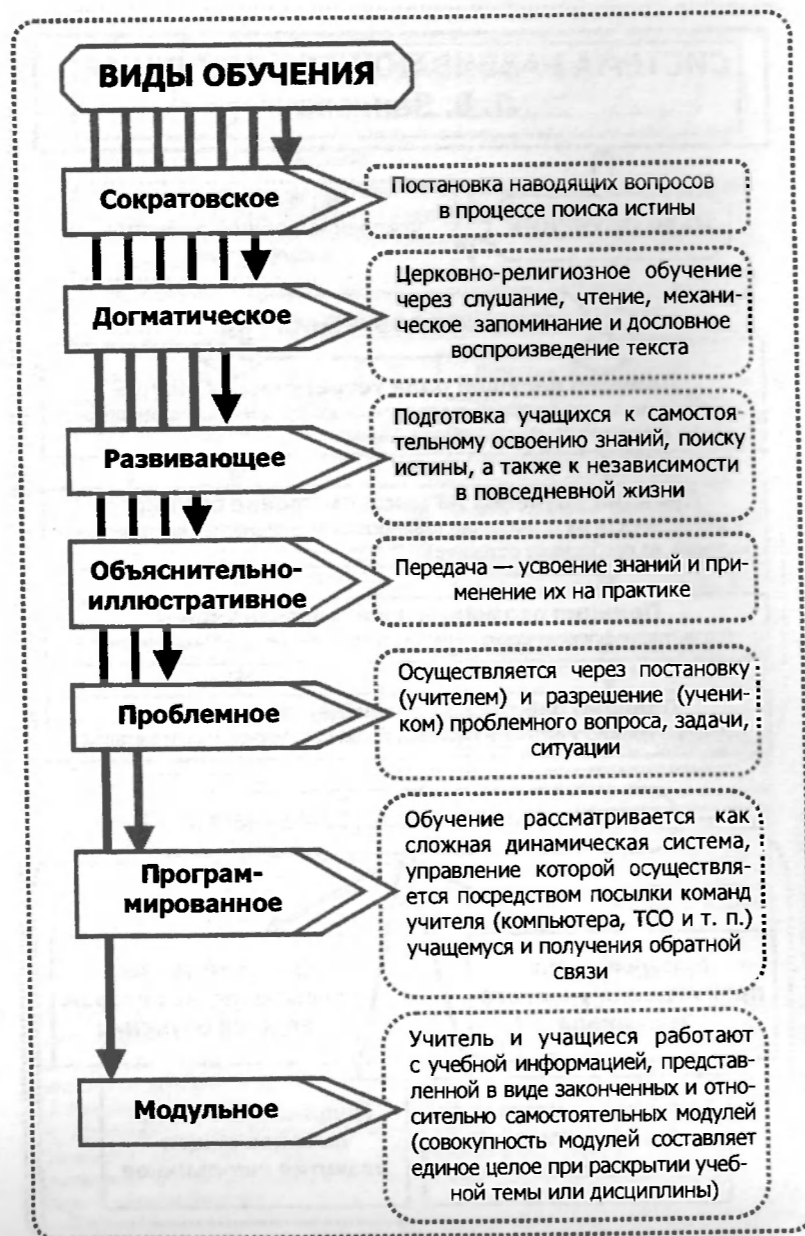 ВИДЫ ОБУЧЕНИЯ
Сократовское
Постановка наводящих вопросов
в процессе поиска истины
Догматическое
Церковно-религиозное обучение
через слушание, чтение, механи-
ческое запоминание и дословное
воспроизведение текста
Развивающее
Подготовка учащихся к самостоя-
тельному освоению знаний, поиску
истины, а также к независимости
в повседневной жизни
Объяснительно-
иллюстративное
Передача — усвоение знаний и при-
менение их на практике
Проблемное
Осуществляется через постановку
(учителем) и разрешение (учени-
ком) проблемного вопроса, задачи,
ситуации
Програм-
мированное
Обучение рассматривается как
сложная динамическая система,
управление которой осуществля-
ется посредством посылки команд
учителя (компьютера, ТСО и т. п.)
учащемуся и получения обратной
связи
Модульное
Учитель и учащиеся работают
с учебной информацией, представ-
ленной в виде законченных и отно-
сительно самостоятельных модулей
(совокупность модулей составляет
единое целое при раскрытии учеб-
ной темы или дисциплины)